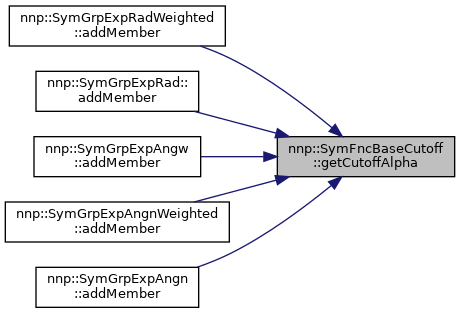 nnp::SymGrpExpRadWeighted
::addMember
nnp::SymGrpExpRad::
addMember
nnp::SymGrpExpAngw
::addMember
nnp::SymGrpExpAngnWeighted
::addMember
nnp::SymGrpExpAngn
::addMember
nnp::SymFncBaseCutoff
::getCutoffAlpha